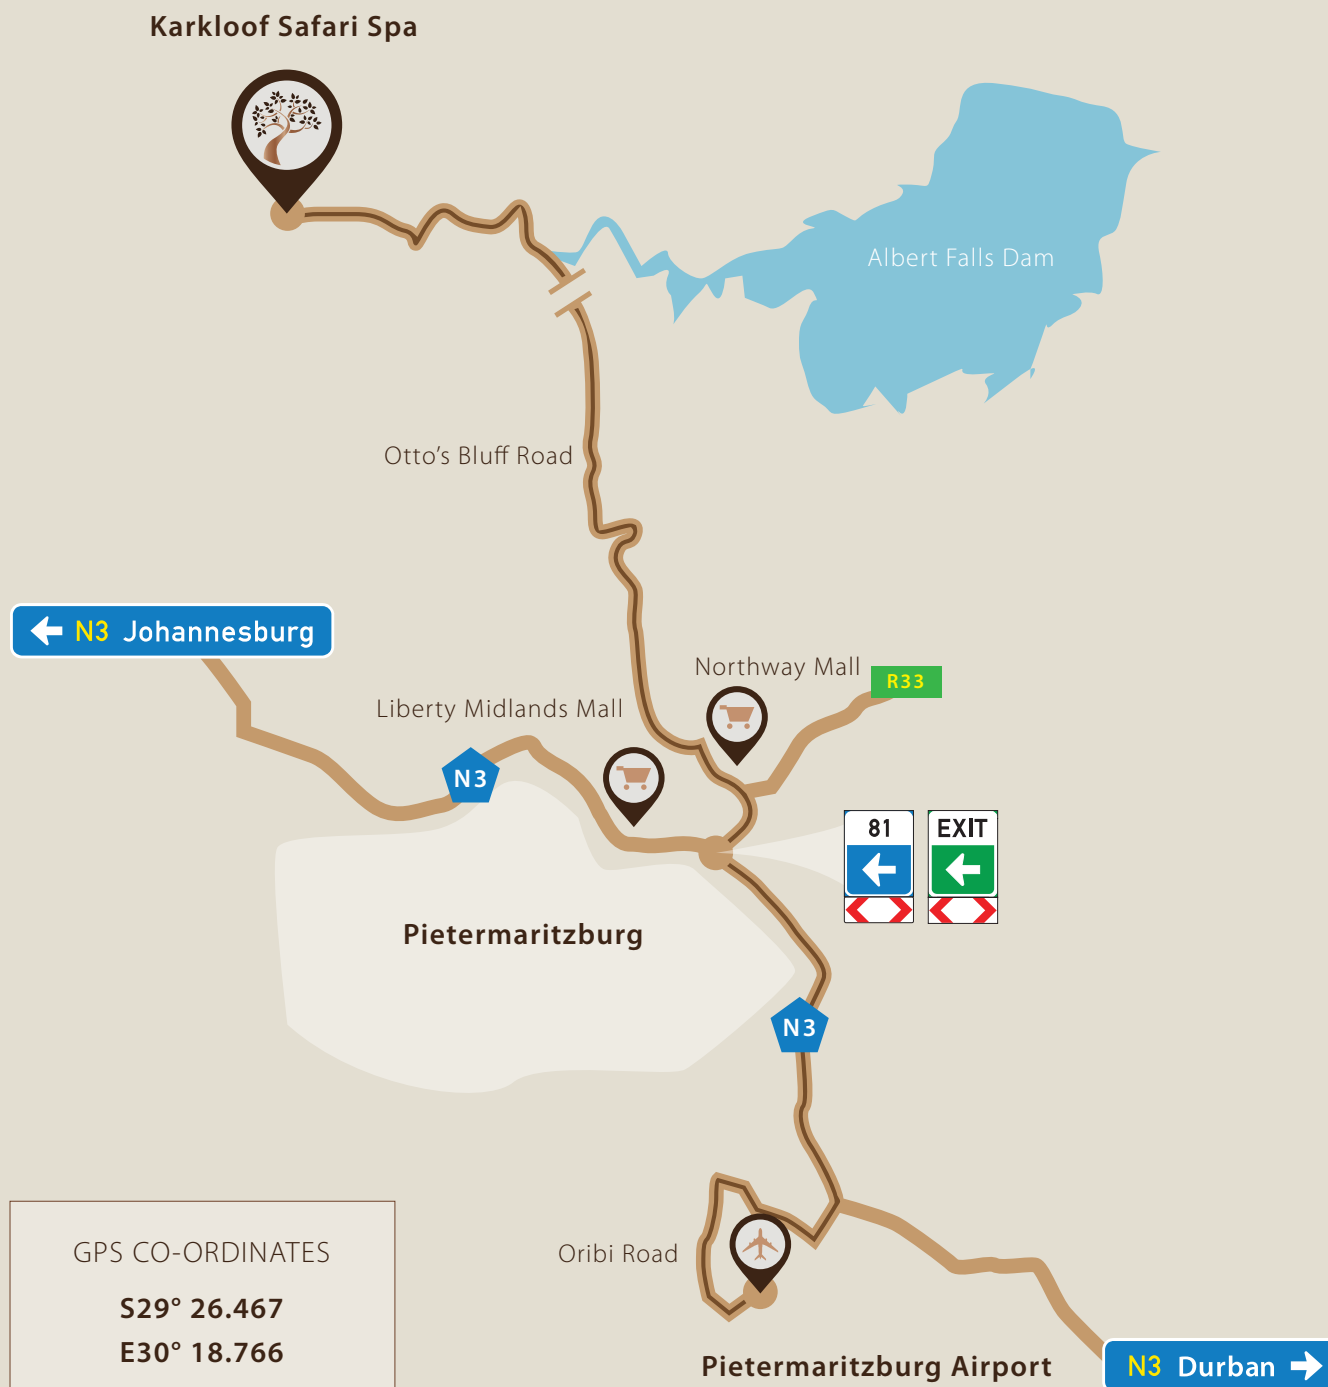 Karkloof Safari Spa
Albert Falls Dam
Otto's Bluff Road
N3 Johannesburg
Northway Mall
R33
Liberty Midlands Mall
N3
81
EXIT
Pietermaritzburg
N3
GPS CO-ORDINATES
S29° 26.467
E30° 18.766
Oribi Road
Pietermaritzburg Airport
N3 Durban